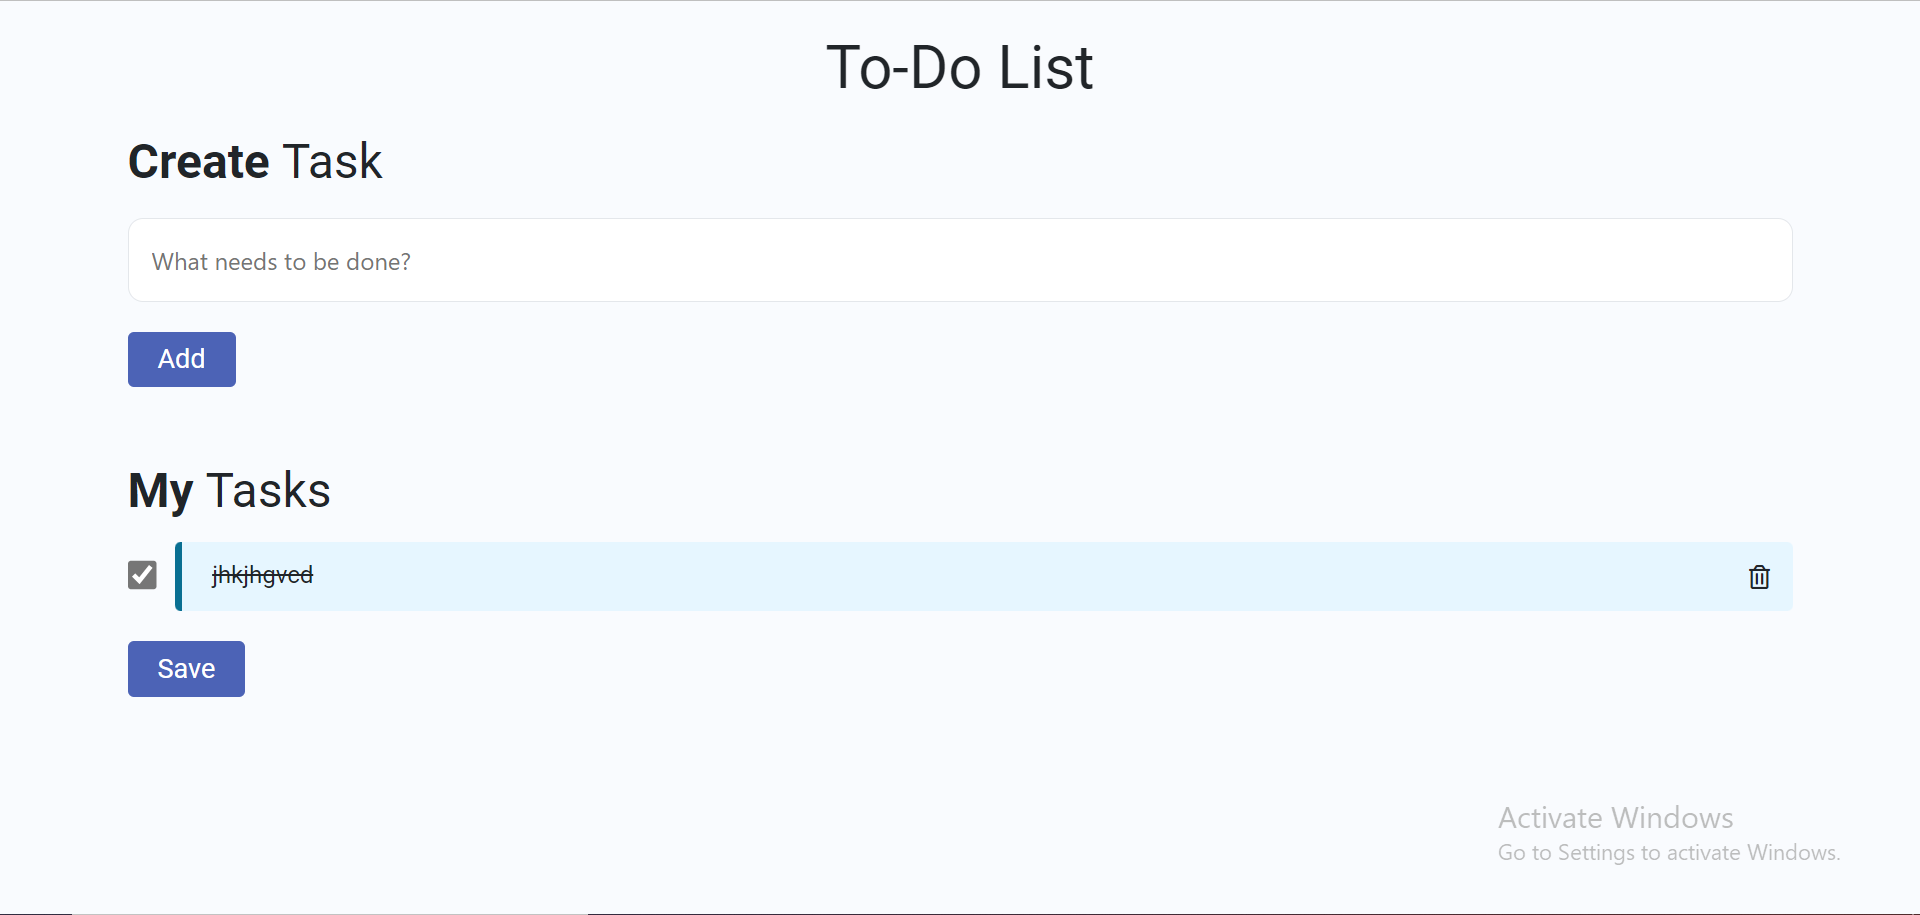 To-Do List
Create Task
What needs to be done?
Add
My Tasks
jhkjhgvcd
Save
Activate Windows
Go to Settings to activate Windows.